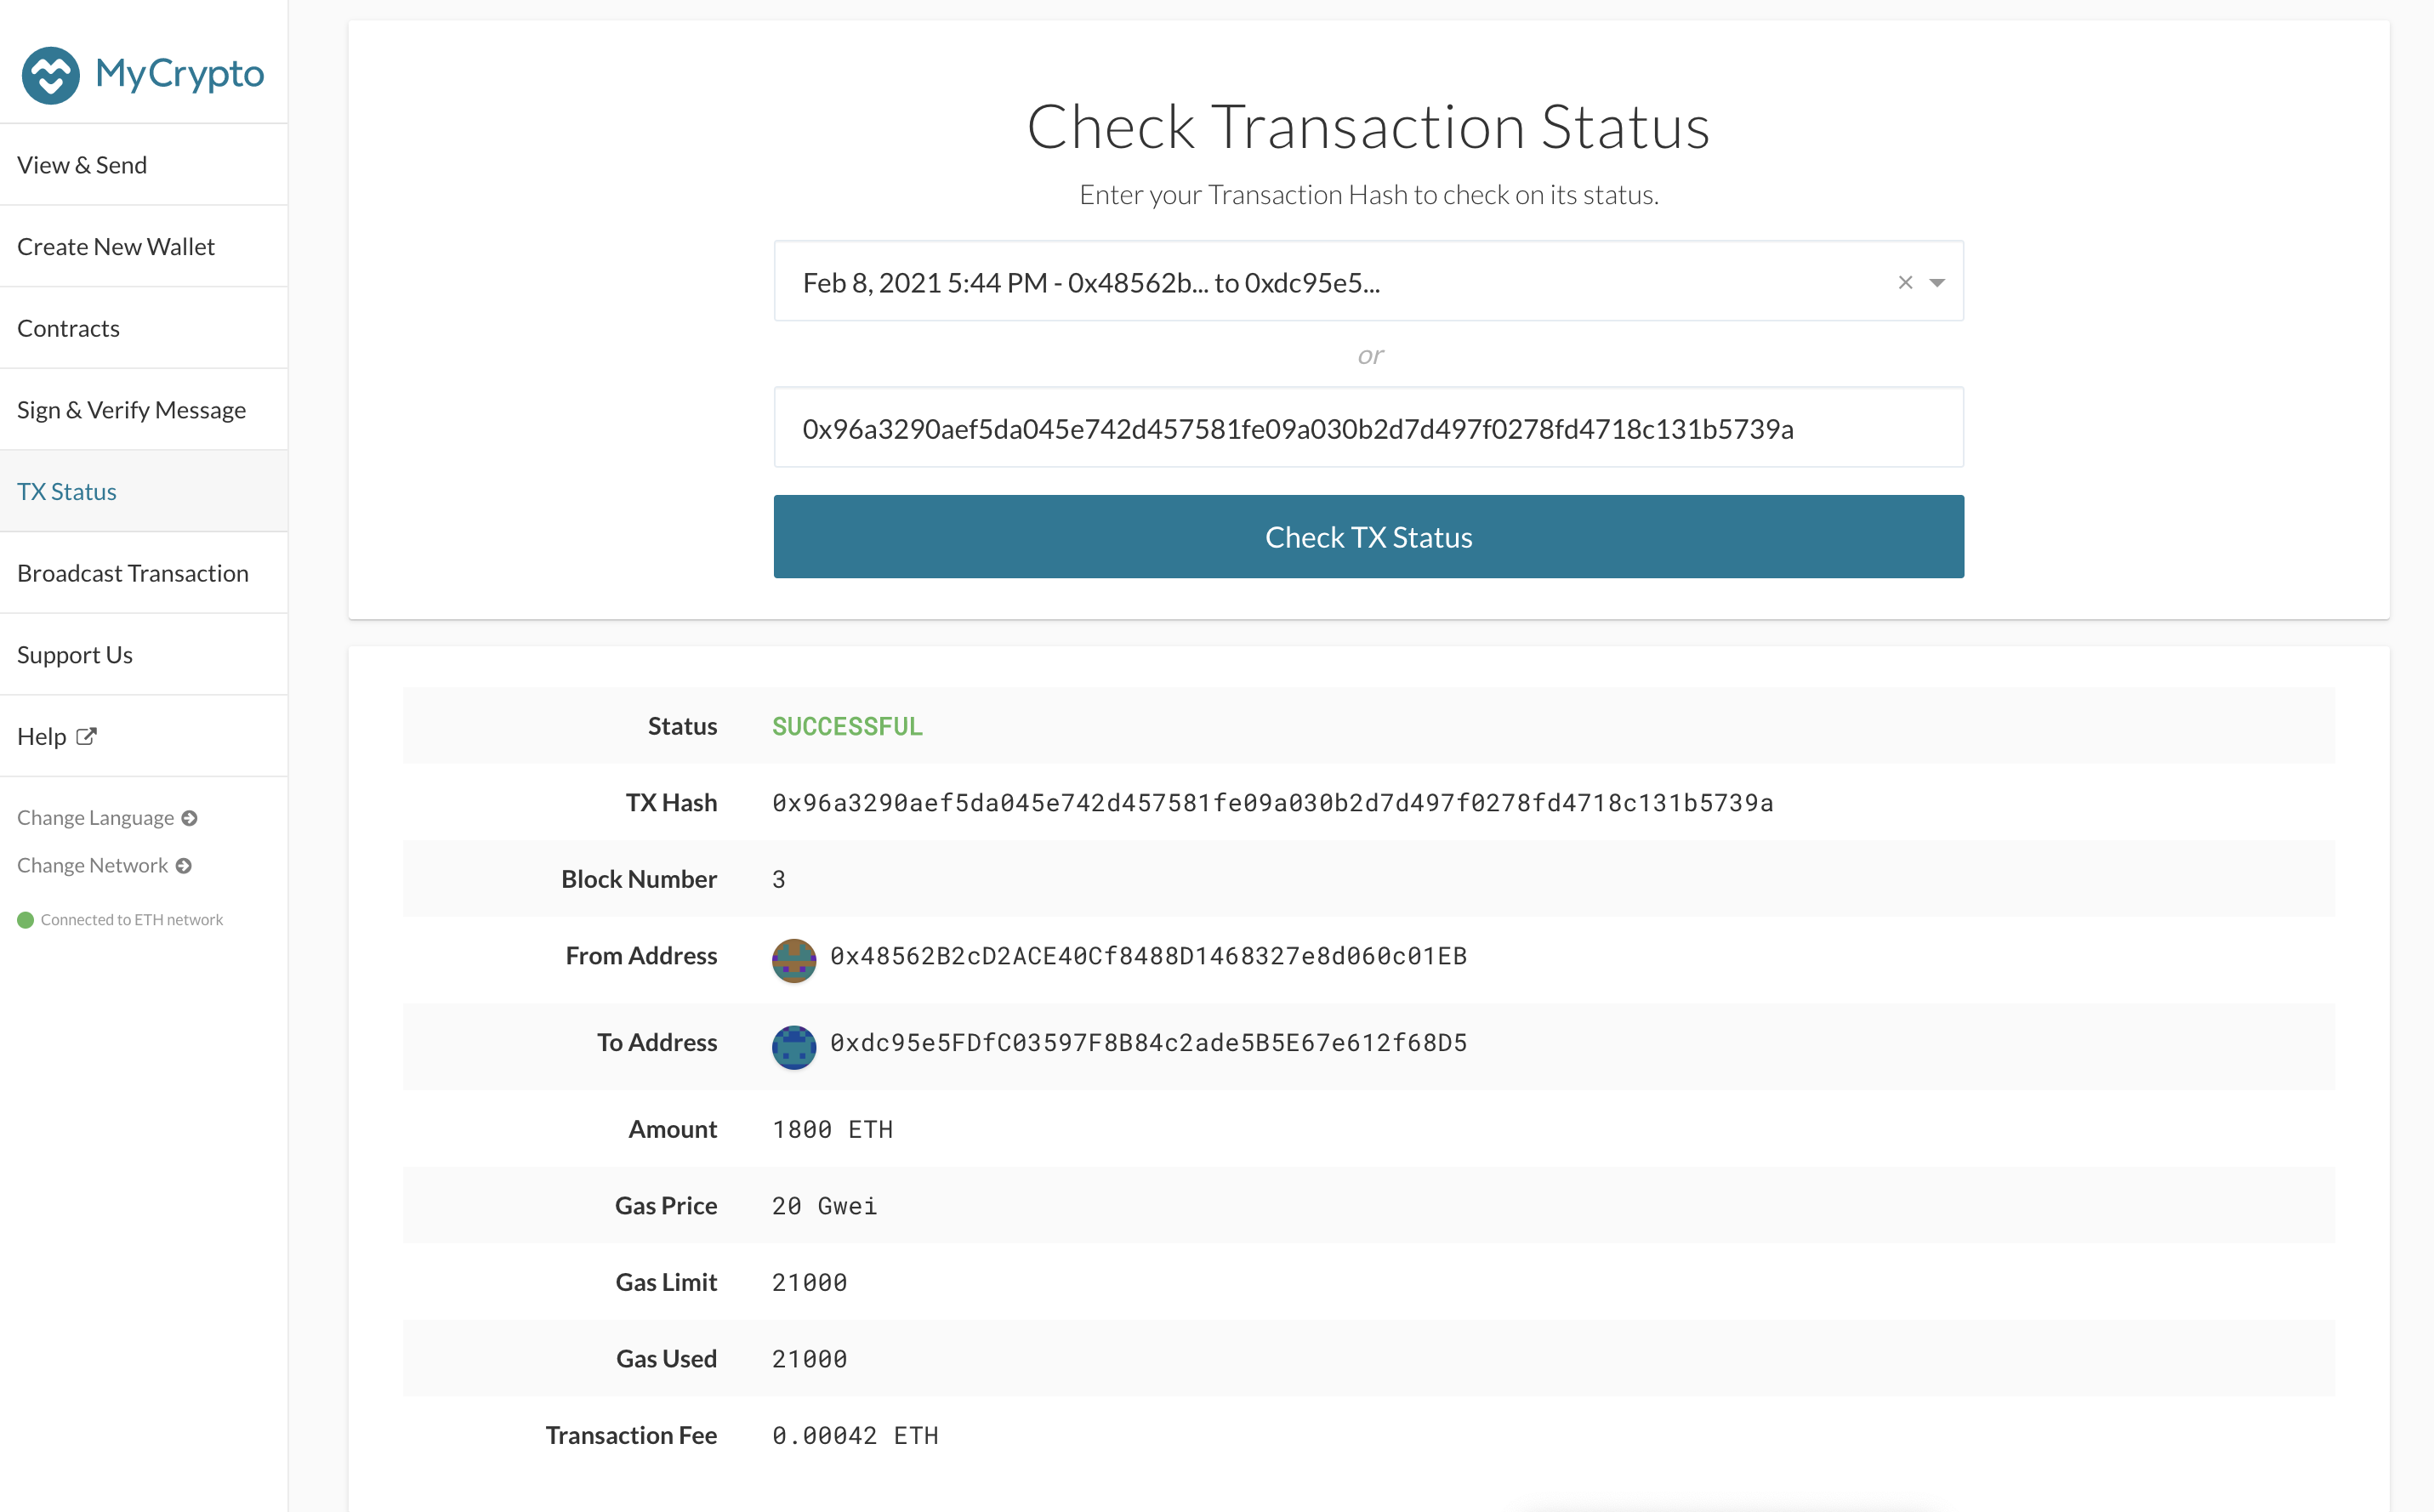 MyCrypto
View & Send
Create New Wallet
Contracts
Sign & Verify Message
TX Status
Broadcast Transaction
Support Us
Help
Change Language
Change Network
Connected to ETH network
Check Transaction Status
Enter your Transaction Hash to check on its status.
Feb 8, 2021 5:44 PM - 0x48562b... to 0xdc95e5...
or
0x96a3290aef5da045e742d457581fe09a030b2d7d497f0278fd4718c131b5739a
Check TX Status
Status SUCCESSFUL
TX Hash 0x96a3290aef5da045e742d457581fe09a030b2d7d497f0278fd4718c131b5739a
Block Number 3
From Address 0x48562B2cD2ACE40Cf8488D1468327e8d060c01EB
To Address 0xdc95e5FDfC03597F8B84c2ade5B5E67e612f68D5
Amount 1800 ETH
Gas Price 20 Gwei
Gas Limit 21000
Gas Used 21000
Transaction Fee 0.00042 ETH